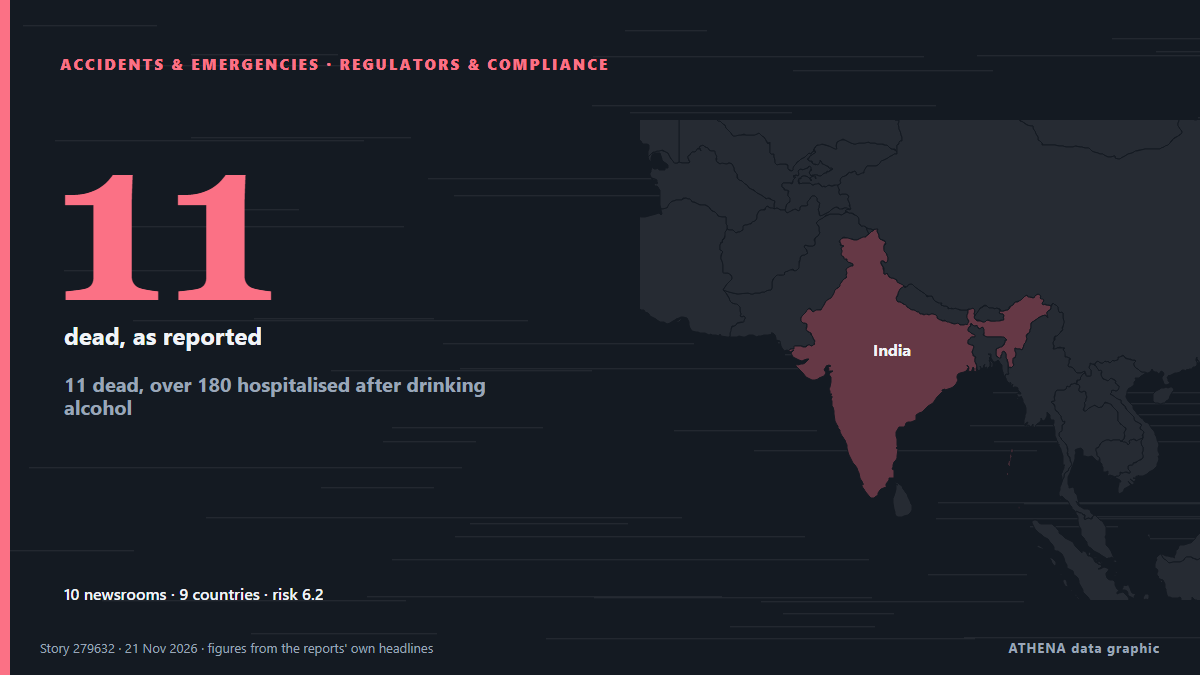 ACCIDENTS & EMERGENCIES · REGULATORS & COMPLIANCE
11
dead, as reported
11 dead, over 180 hospitalised after drinking
alcohol
India
10 newsrooms · 9 countries · risk 6.2
Story 279632 · 21 Nov 2026 · figures from the reports' own headlines
ATHENA data graphic